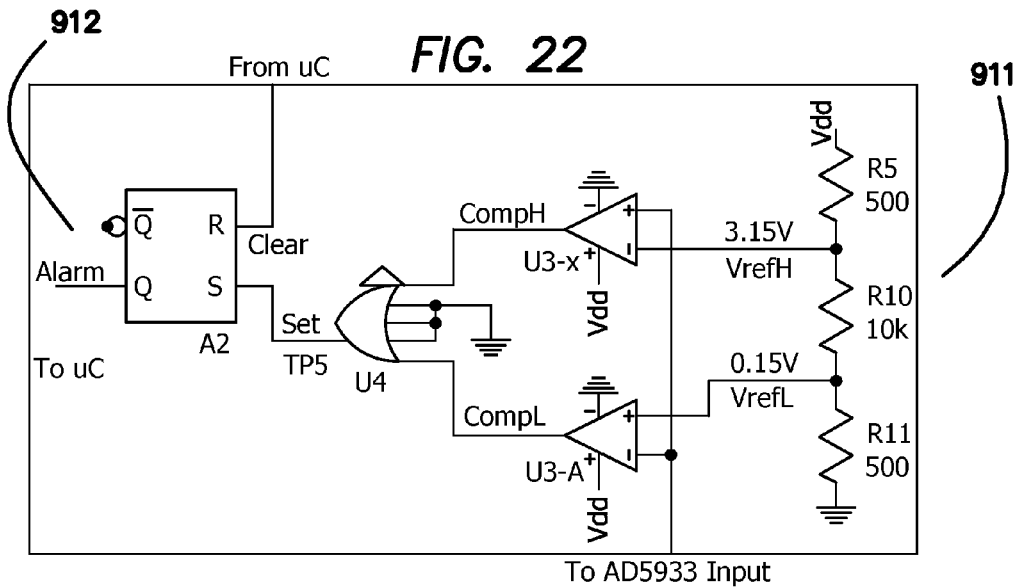 912
FIG. 22
911
From uC
Vdd
R5
500
Q
R
Clear
CompH
+
−
−
U3-x
+
3.15V
VrefH
Alarm
Q
S
Vdd
R10
10k
Set
A2
TP5
U4
To uC
0.15V
VrefL
CompL
−
+
−
U3-A
+
R11
500
Vdd
To AD5933 Input